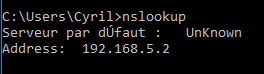 C:\Users\Cyril>nslookup
Serveur par dÚfaut :   UnKnown
Address:  192.168.5.2